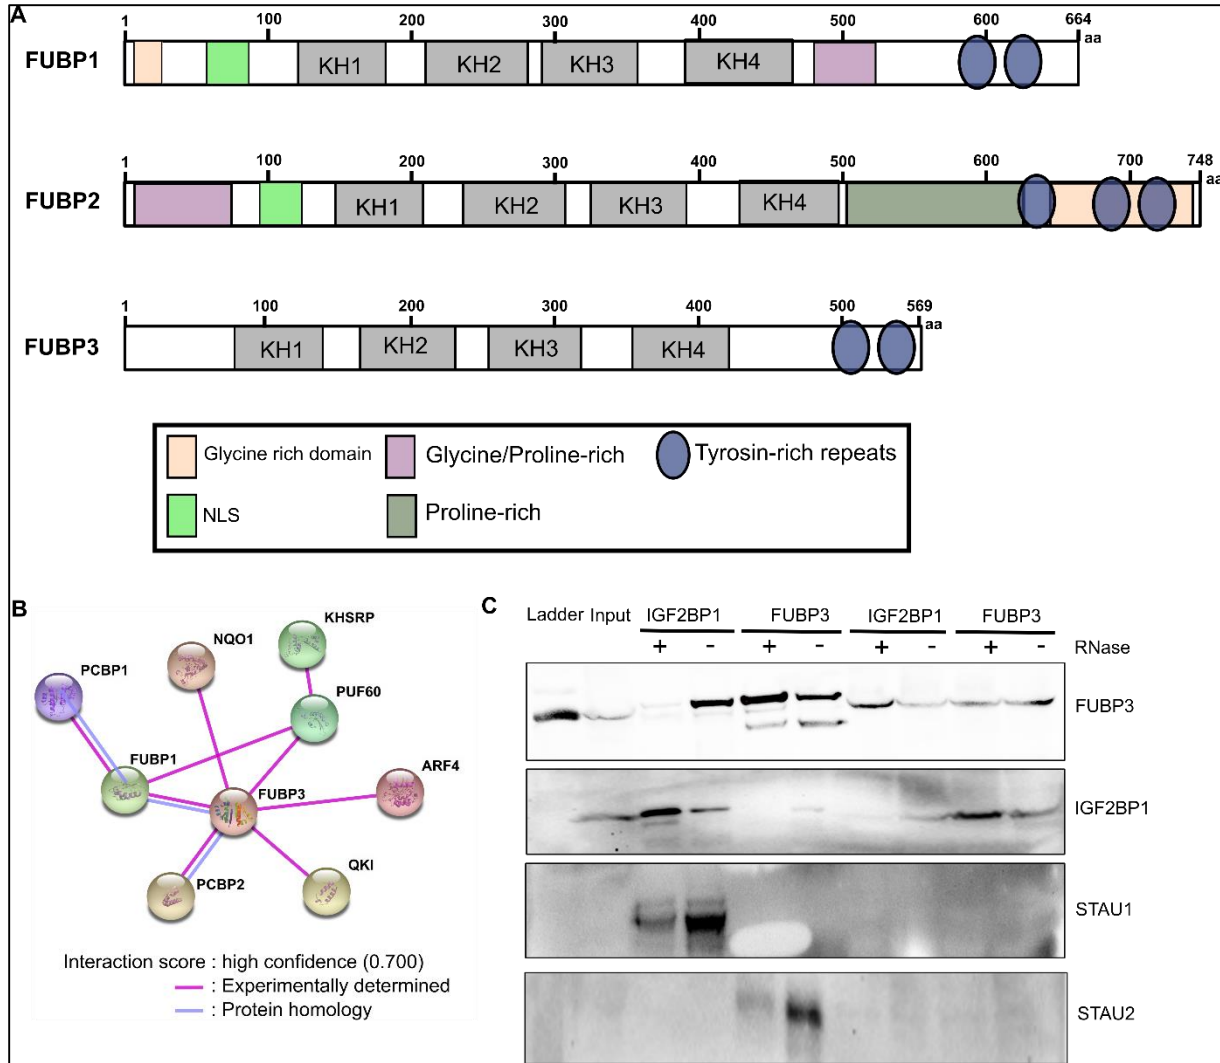 A
1 100 200 300 400 500 600 664 aa
FUBP1 KH1 KH2 KH3 KH4
1 100 200 300 400 500 600 700 748 aa
FUBP2 KH1 KH2 KH3 KH4
1 100 200 300 400 500 569 aa
FUBP3 KH1 KH2 KH3 KH4
Glycine rich domain Glycine/Proline-rich Tyrosin-rich repeats
NLS Proline-rich
B
KHSRP
NQO1
PCBP1
PUF60
FUBP1
ARF4
FUBP3
QKI
PCBP2
Interaction score : high confidence (0.700)
: Experimentally determined
: Protein homology
C
Ladder Input IGF2BP1 FUBP3 IGF2BP1 FUBP3
+ - + - + - + - RNase
FUBP3
IGF2BP1
STAU1
STAU2